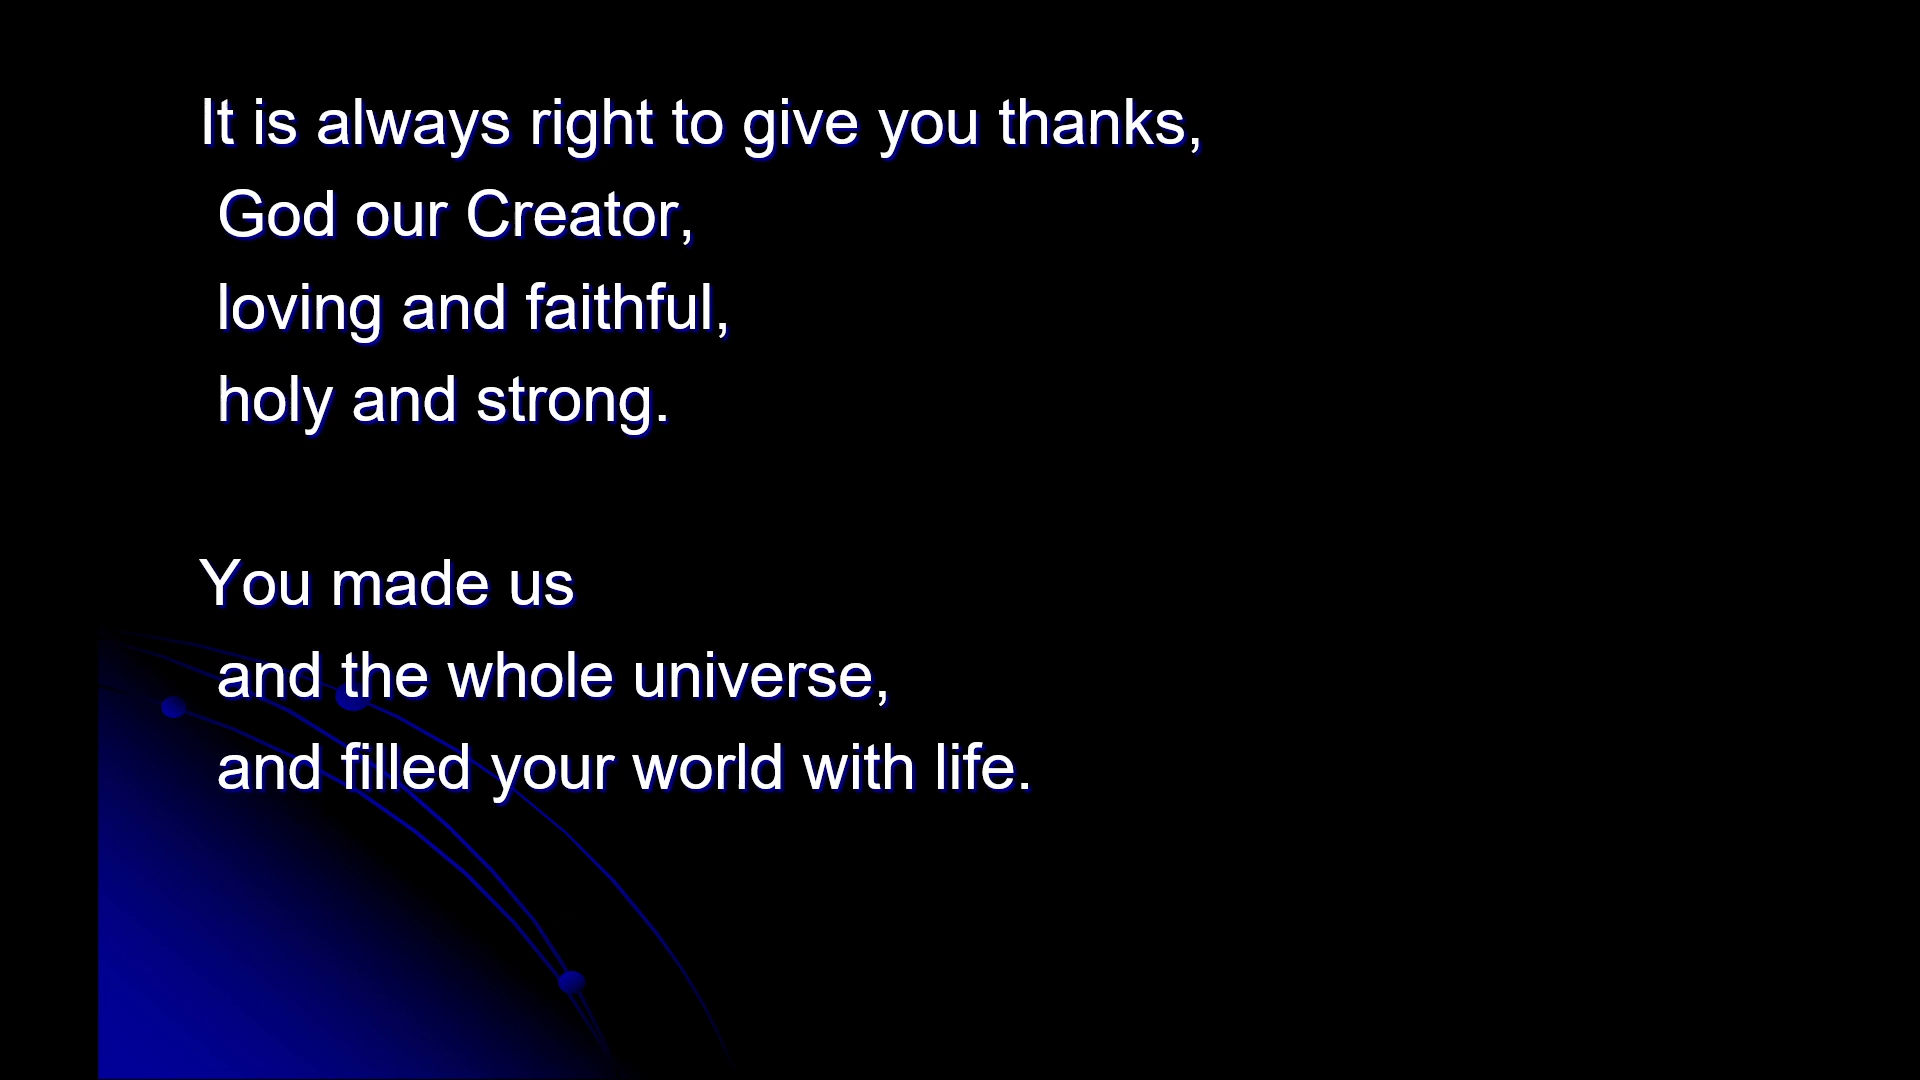 It is always right to give you thanks,
God our Creator,
loving and faithful,
holy and strong.
You made us
and the whole universe,
and filled your world with life.